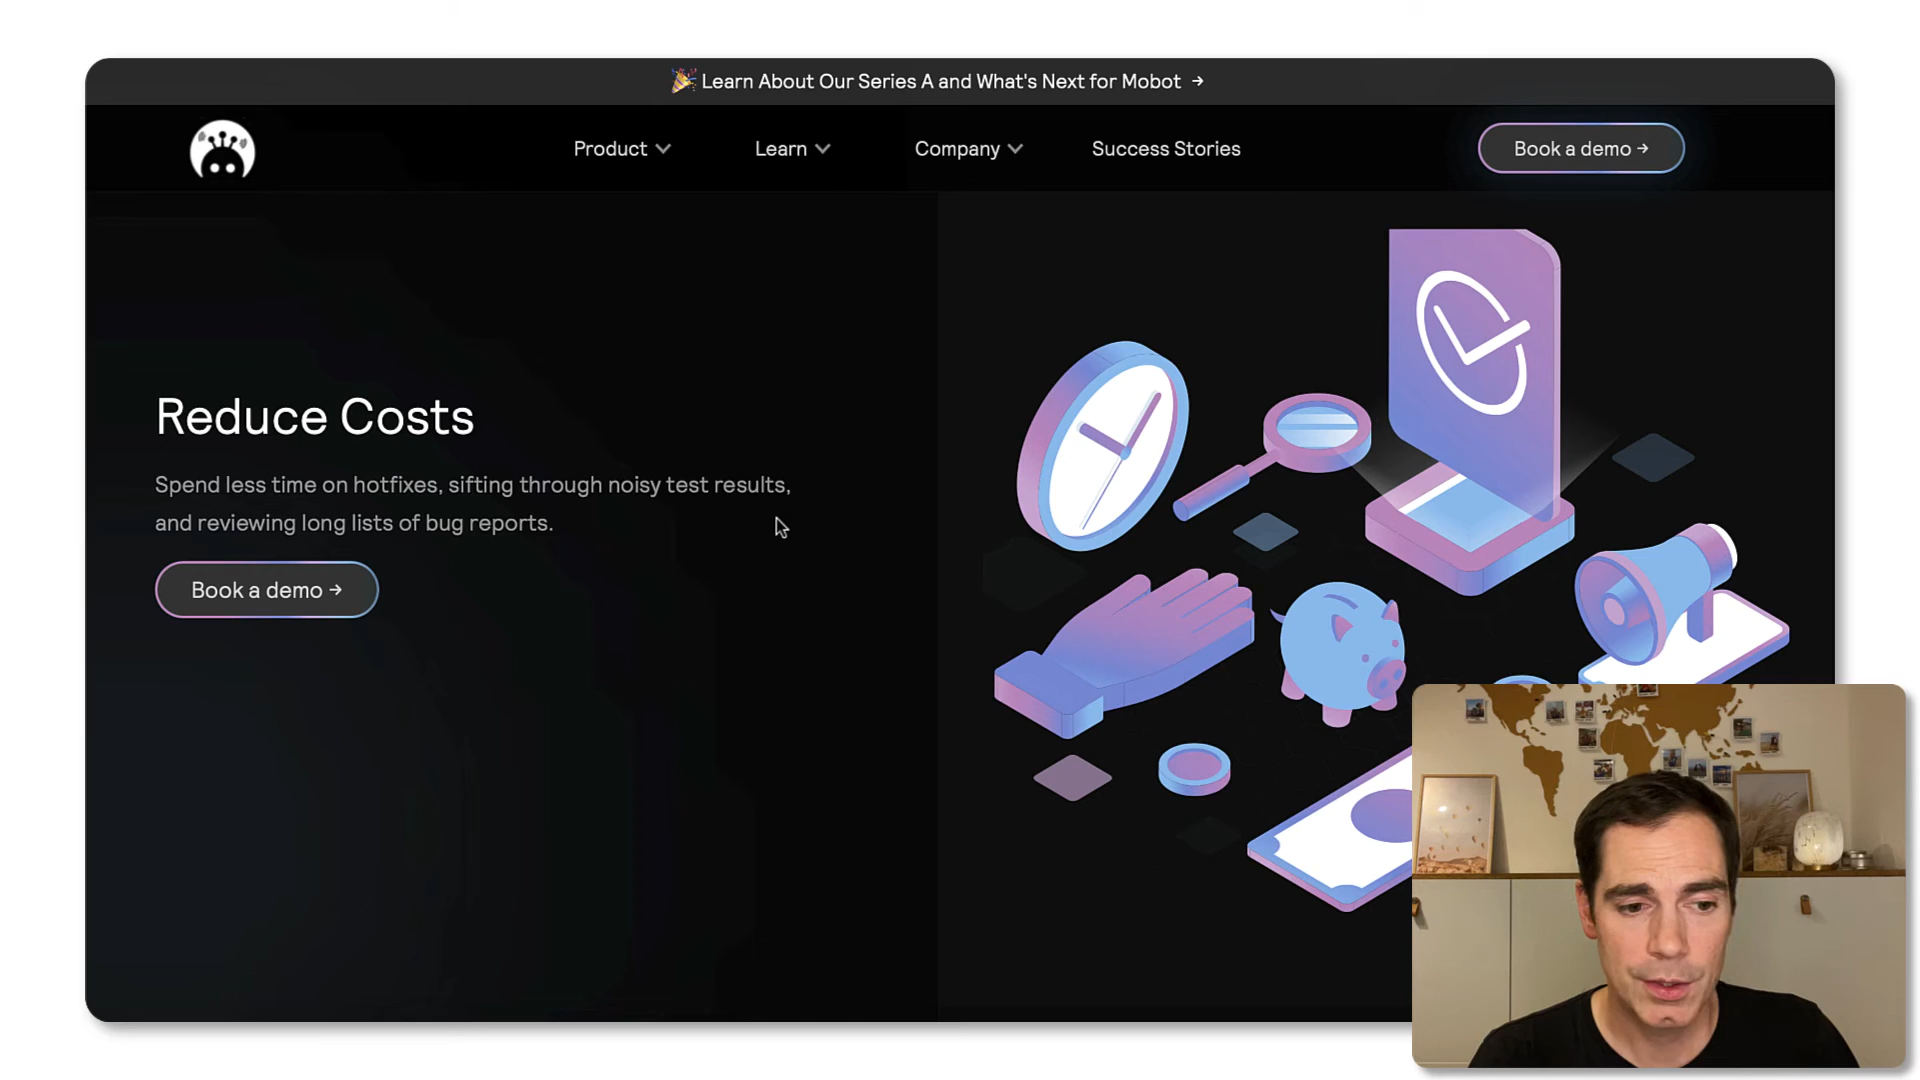 🎉 Learn About Our Series A and What's Next for Mobot →
Product
Learn
Company
Success Stories
Book a demo →
Reduce Costs
Spend less time on hotfixes, sifting through noisy test results,
and reviewing long lists of bug reports.
Book a demo →